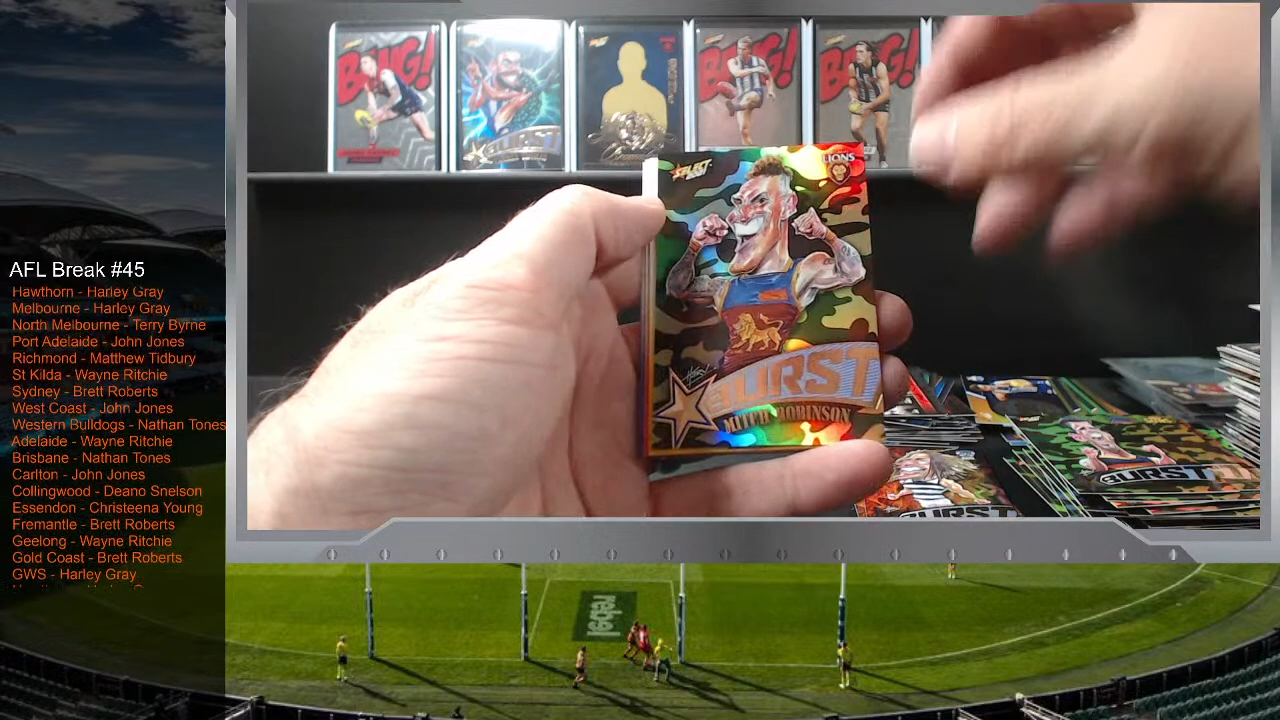 AFL Break #45
Hawthorn - Harley Gray
Melbourne - Harley Gray
North Melbourne - Terry Byrne
Port Adelaide - John Jones
Richmond - Matthew Tidbury
St Kilda - Wayne Ritchie
Sydney - Brett Roberts
West Coast - John Jones
Western Bulldogs - Nathan Tones
Adelaide - Wayne Ritchie
Brisbane - Nathan Tones
Carlton - John Jones
Collingwood - Deano Snelson
Essendon - Christeena Young
Fremantle - Brett Roberts
Geelong - Wayne Ritchie
Gold Coast - Brett Roberts
GWS - Harley Gray
BANG!
BURST
BANG!
BANG!
SELECT
LIONS
BURST
MITCH ROBINSON
BURST
BURST
rebel